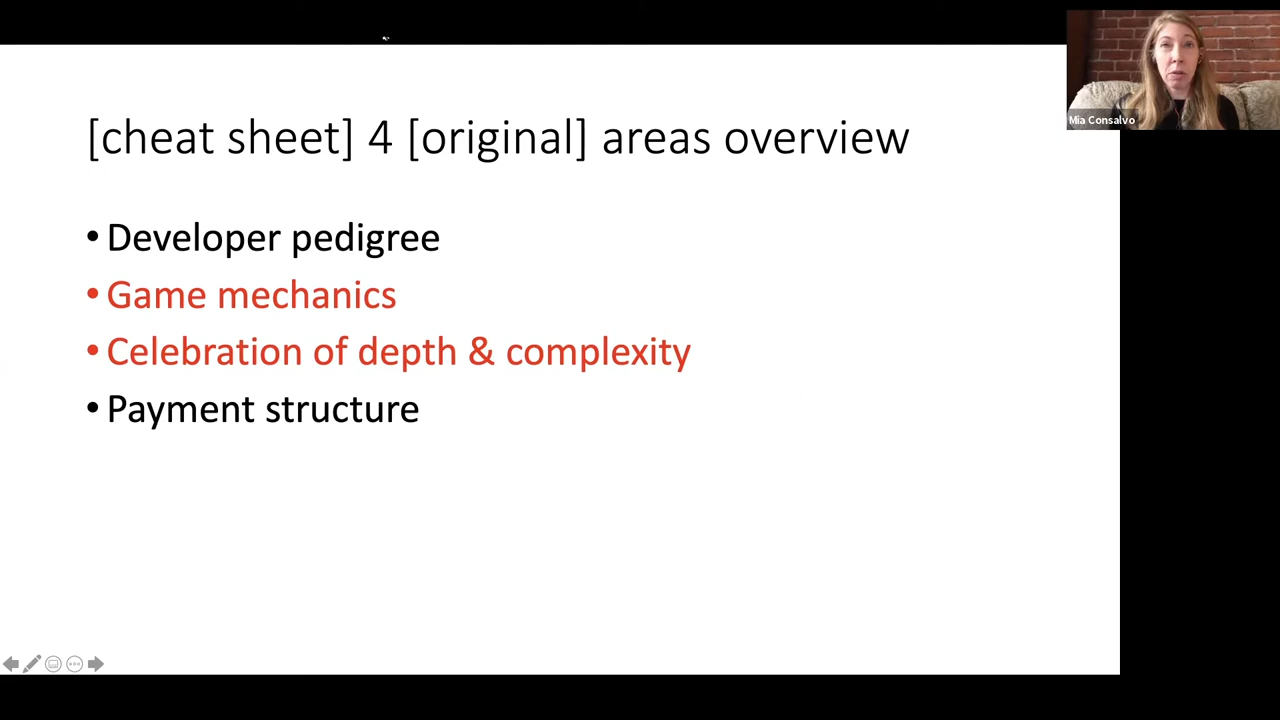 [cheat sheet] 4 [original] areas overview
Mia Consalvo
• Developer pedigree
• Game mechanics
• Celebration of depth & complexity
• Payment structure